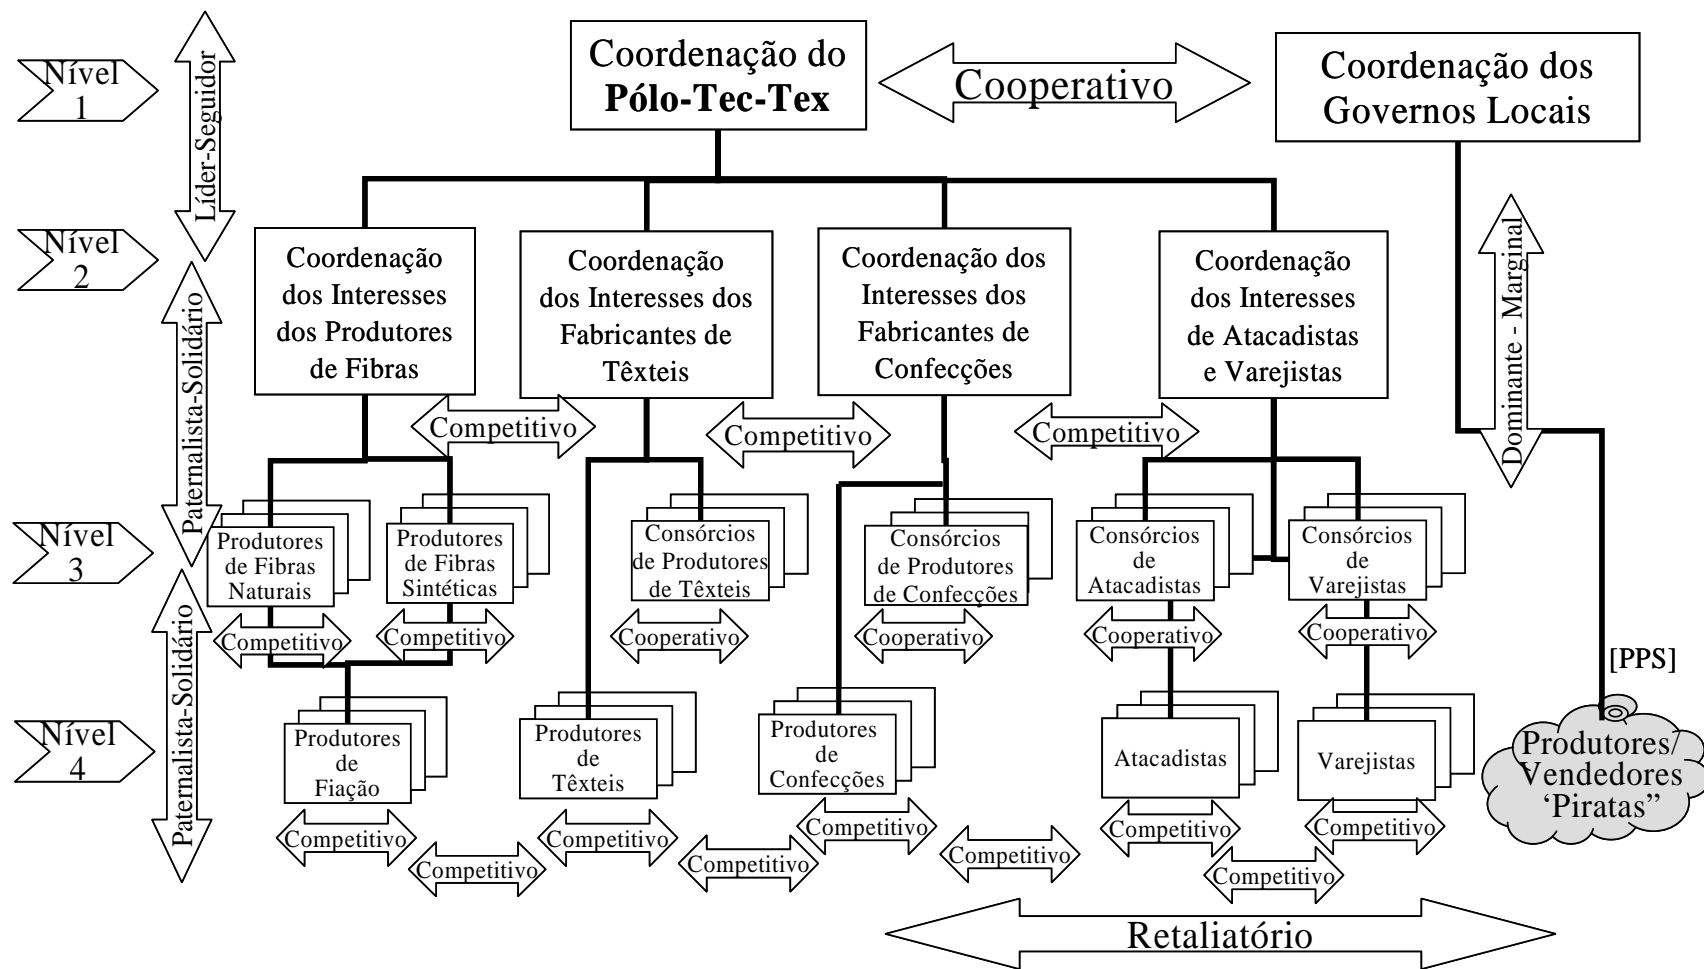 Nível
1
Líder-Seguidor
Coordenação do
Pólo-Tec-Tex
Cooperativo
Coordenação dos
Governos Locais
Nível
2
Coordenação
dos Interesses
dos Produtores
de Fibras
Coordenação
dos Interesses dos
Fabricantes de
Têxteis
Coordenação dos
Interesses dos
Fabricantes de
Confecções
Coordenação
dos Interesses
de Atacadistas
e Varejistas
Dominante - Marginal
Paternalista-Solidário
Competitivo
Competitivo
Competitivo
Nível
3
Produtores
de Fibras
Naturais
Produtores
de Fibras
Sintéticas
Consórcios
de Produtores
de Têxteis
Consórcios
de Produtores
de Confecções
Consórcios
de
Atacadistas
Consórcios
de
Varejistas
Competitivo
Competitivo
Cooperativo
Cooperativo
Cooperativo
Cooperativo
Paternalista-Solidário
[PPS]
Nível
4
Produtores
de
Fiação
Produtores
de
Têxteis
Produtores
de
Confecções
Atacadistas
Varejistas
Produtores/
Vendedores
‘Piratas”
Competitivo
Competitivo
Competitivo
Competitivo
Competitivo
Competitivo
Competitivo
Competitivo
Competitivo
Retaliatório